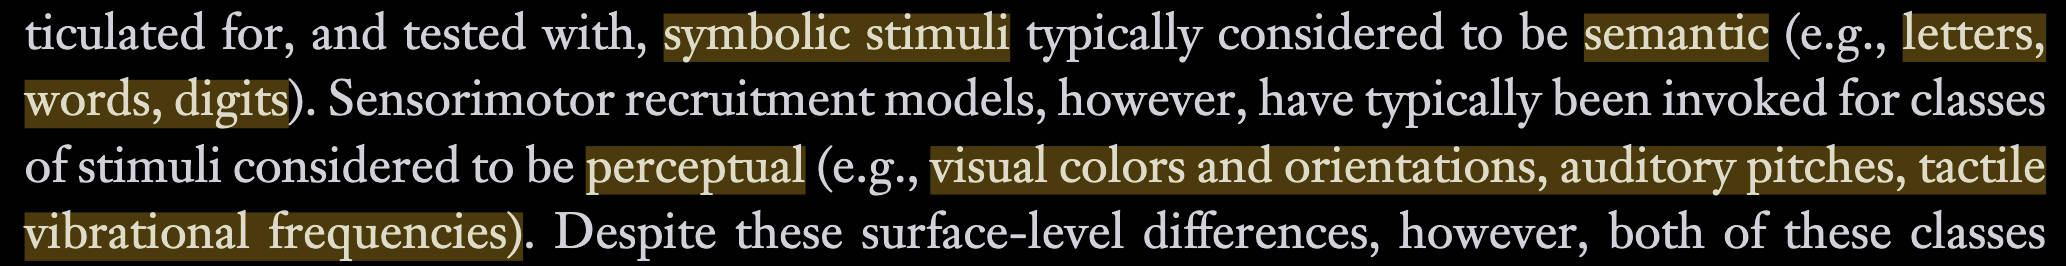 ticulated for, and tested with, symbolic stimuli typically considered to be semantic (e.g., letters,
words, digits). Sensorimotor recruitment models, however, have typically been invoked for classes
of stimuli considered to be perceptual (e.g., visual colors and orientations, auditory pitches, tactile
vibrational frequencies). Despite these surface-level differences, however, both of these classes